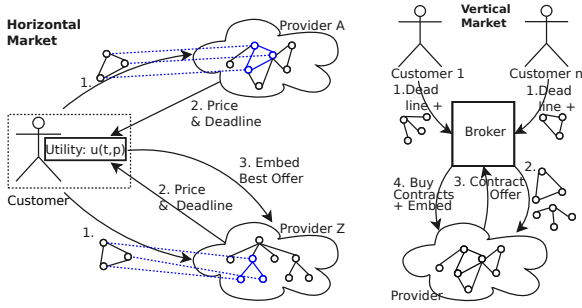 Horizontal
Market
Provider A
1.
2. Price
& Deadline
Utility: u(t,p)
Customer
3. Embed
Best Offer
2. Price
& Deadline
1.
Provider Z
Vertical
Market
Customer 1
Customer n
1.Dead
line +
1.Dead
line +
Broker
4. Buy
Contracts
+ Embed
3. Contract
Offer
2.
Provider